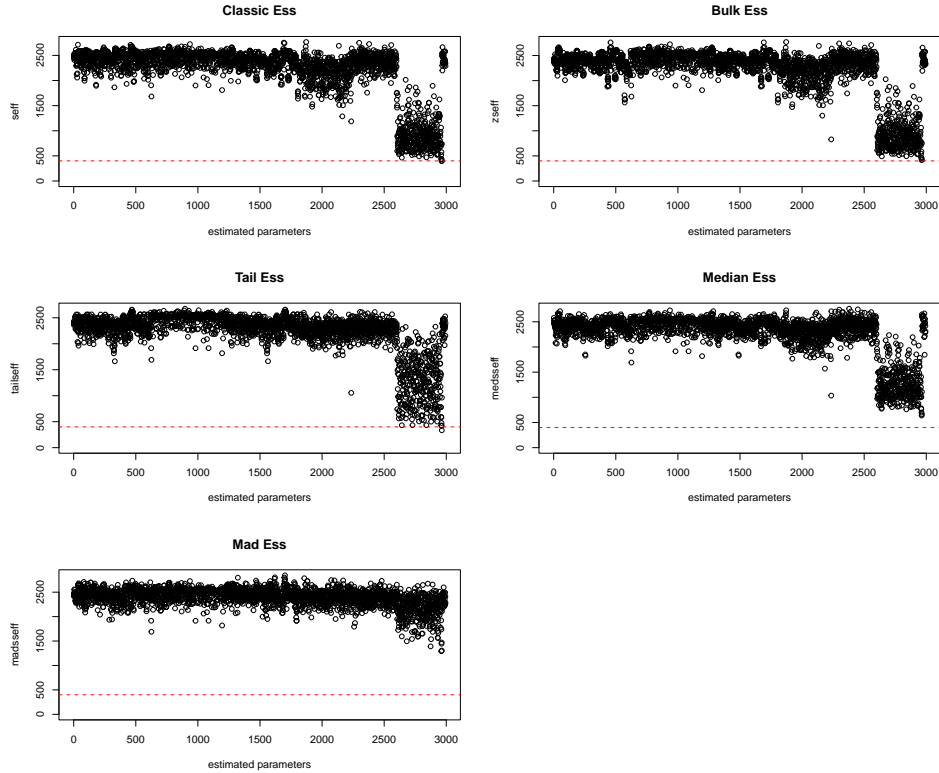 Classic Ess
seff
0 500 1500 2500
0 500 1000 1500 2000 2500 3000
estimated parameters
Bulk Ess
zseff
0 500 1500 2500
0 500 1000 1500 2000 2500 3000
estimated parameters
Tail Ess
tailseff
0 500 1500 2500
0 500 1000 1500 2000 2500 3000
estimated parameters
Median Ess
medsseff
0 500 1500 2500
0 500 1000 1500 2000 2500 3000
estimated parameters
Mad Ess
madsseff
0 500 1500 2500
0 500 1000 1500 2000 2500 3000
estimated parameters